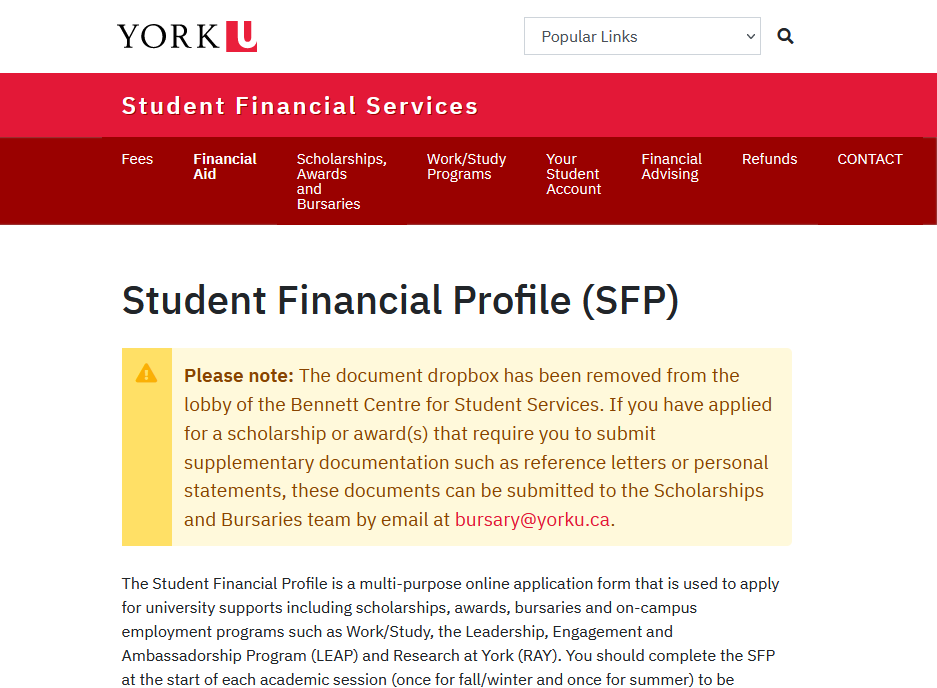 YORK U
Popular Links
Student Financial Services
Fees
Financial
Aid
Scholarships,
Awards
and
Bursaries
Work/Study
Programs
Your
Student
Account
Financial
Advising
Refunds
CONTACT
Student Financial Profile (SFP)
Please note: The document dropbox has been removed from the
lobby of the Bennett Centre for Student Services. If you have applied
for a scholarship or award(s) that require you to submit
supplementary documentation such as reference letters or personal
statements, these documents can be submitted to the Scholarships
and Bursaries team by email at bursary@yorku.ca.
The Student Financial Profile is a multi-purpose online application form that is used to apply
for university supports including scholarships, awards, bursaries and on-campus
employment programs such as Work/Study, the Leadership, Engagement and
Ambassadorship Program (LEAP) and Research at York (RAY). You should complete the SFP
at the start of each academic session (once for fall/winter and once for summer) to be